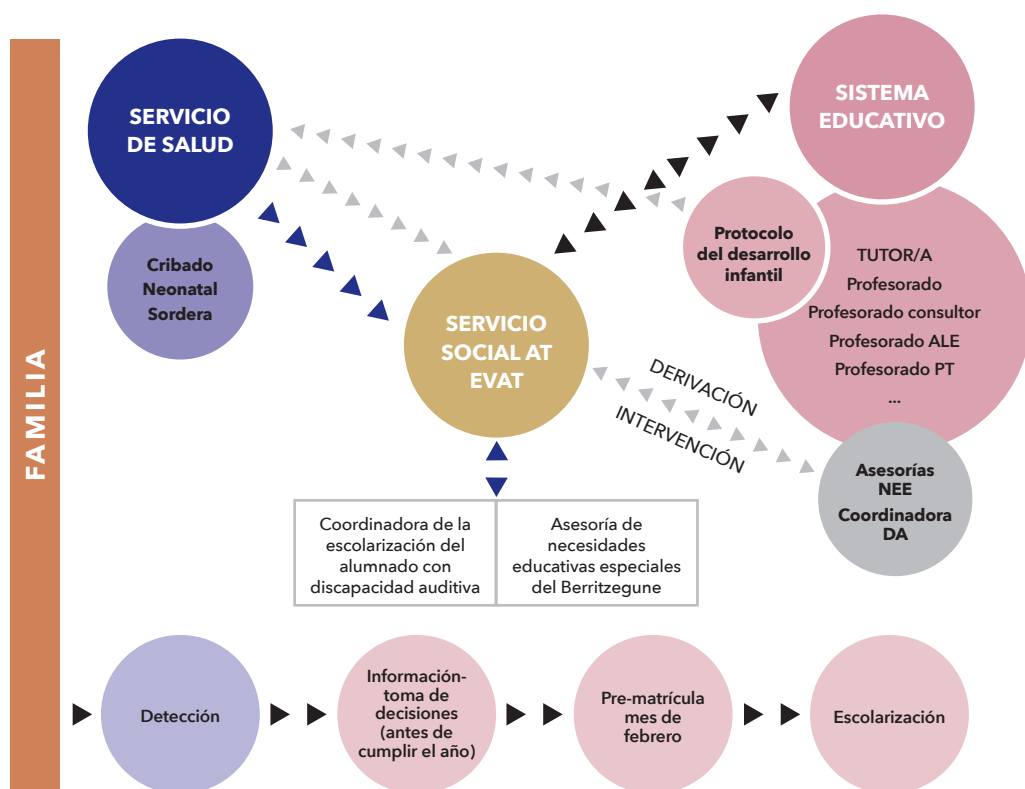 FAMILIA
SERVICIO
DE SALUD
Cribado
Neonatal
Sordera
SERVICIO
SOCIAL AT
EVAT
SISTEMA
EDUCATIVO
Protocolo
del desarrollo
infantil
TUTOR/A
Profesorado
Profesorado consultor
Profesorado ALE
Profesorado PT
...
DERIVACIÓN
INTERVENCIÓN
Asesorías
NEE
Coordinadora
DA
Coordinadora de la
escolarización del
alumnado con
discapacidad auditiva
Asesoría de
necesidades
educativas especiales
del Berritzegune
Detección
Información-
toma de
decisiones
(antes de
cumplir el año)
Pre-matrícula
mes de
febrero
Escolarización